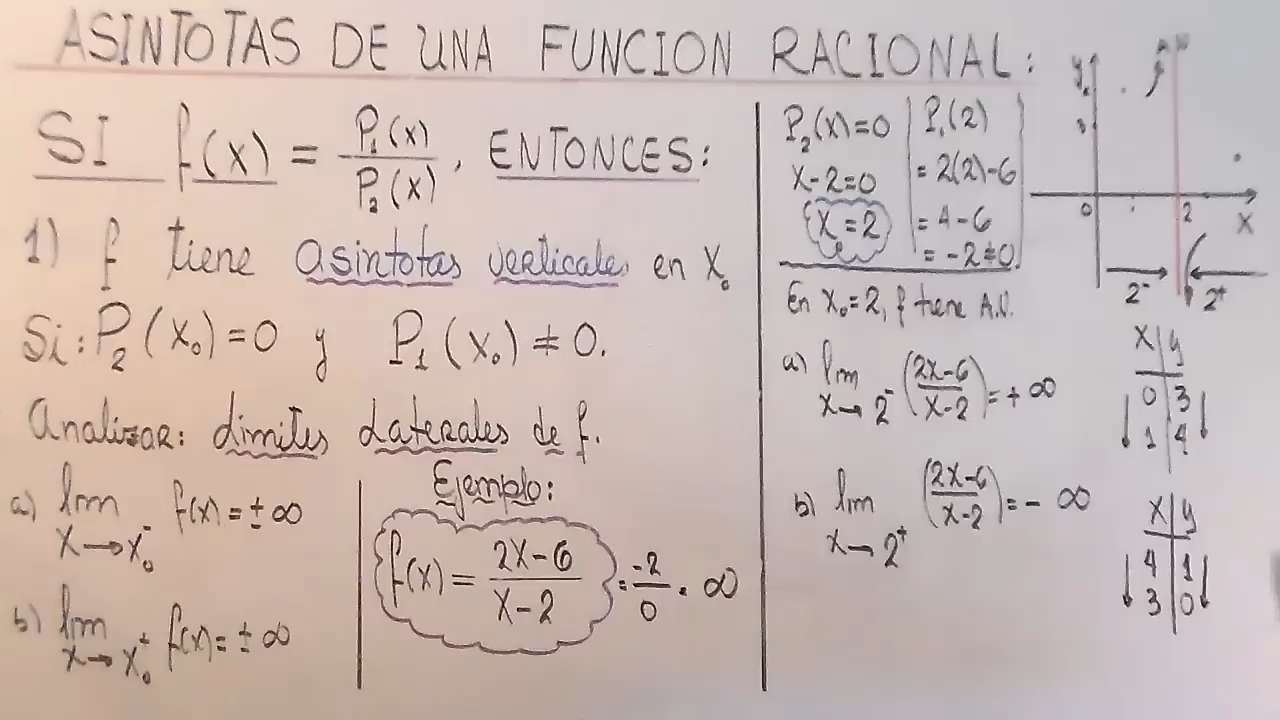 ASINTOTAS DE UNA FUNCION RACIONAL:
SI f(x) = P₁(x)/P₂(x), ENTONCES:
1) f tiene asintotas verticales en X₀
Si: P₂(x₀)=0 y P₁(x₀)≠0.
Analizar: Limites Laterales de f.
a) lim f(x) = ±∞
x→x₀⁻
b) lim f(x) = ±∞
x→x₀⁺
Ejemplo:
f(x) = (2x-6)/(x-2) = -2/0 = ∞
P₂(x)=0
x-2=0
x=2
P₁(2)
= 2(2)-6
= 4-6
= -2≠0
En x₀=2, f tiene A.V.
a) lim ((2x-6)/(x-2)) = +∞
x→2⁻
b) lim ((2x-6)/(x-2)) = -∞
x→2⁺
y
3
0 2 x
2⁻ 2⁺
x y
0 3
1 4
x y
4 1
3 0